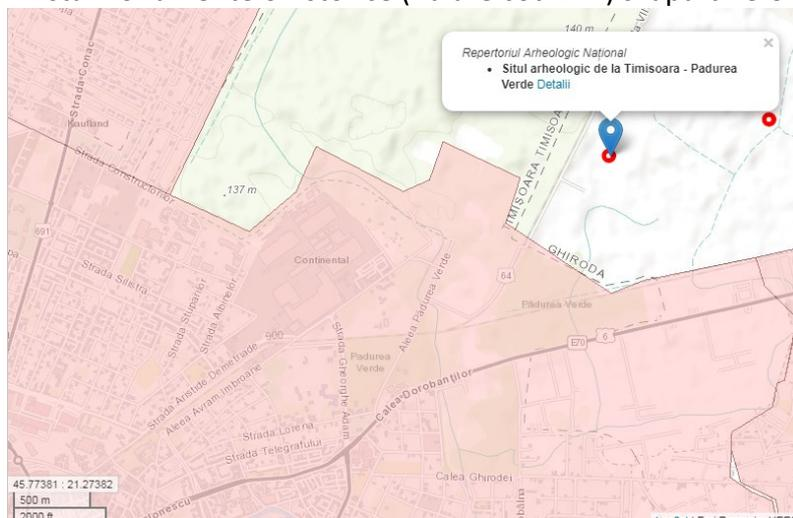 140 m
Repertoriul Arheologic Național
Situl arheologic de la Timisoara - Padurea
Verde Detalii
×
Strada Conac
Kaufland
Strada Constructorilor
137 m
TIMISOARA
GHIRODA
691
Continental
64
Strada Silistra
Strada Stuparilor
Strada Albinelor
Aleea Pădurea Verde
Pădurea Verde
E70
6
900
Strada Aristide Demetriade
Aleea Avram Imbroane
Strada Gheorghe Adam
Padurea
Verde
Calea Dorobanților
Strada Lorena
Strada Telegrafului
Calea Ghirodei
45.77381 : 21.27382
500 m
2000 ft